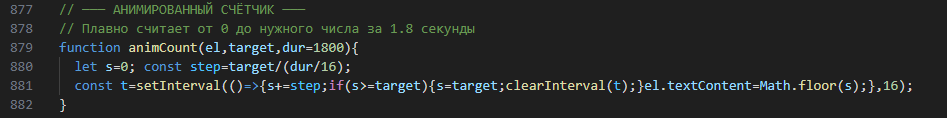 877 // ─── АНИМИРОВАННЫЙ СЧЁТЧИК ───
878 // Плавно считает от 0 до нужного числа за 1.8 секунды
879 function animCount(el,target,dur=1800){
880 let s=0; const step=target/(dur/16);
881 const t=setInterval(()=>{s+=step;if(s>=target){s=target;clearInterval(t);}el.textContent=Math.floor(s);},16);
882 }